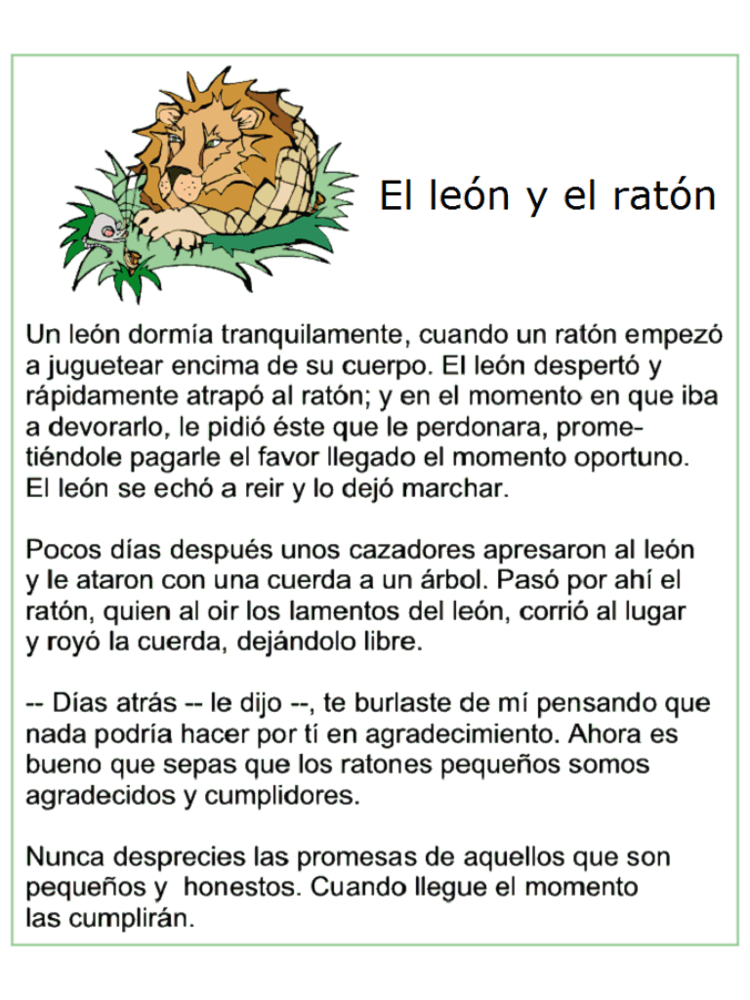 El león y el ratón
Un león dormía tranquilamente, cuando un ratón empezó
a juguetear encima de su cuerpo. El león despertó y
rápidamente atrapó al ratón; y en el momento en que iba
a devorarlo, le pidió éste que le perdonara, prome-
tiéndole pagarle el favor llegado el momento oportuno.
El león se echó a reir y lo dejó marchar.
Pocos días después unos cazadores apresaron al león
y le ataron con una cuerda a un árbol. Pasó por ahí el
ratón, quien al oir los lamentos del león, corrió al lugar
y royó la cuerda, dejándolo libre.
-- Días atrás -- le dijo --, te burlaste de mí pensando que
nada podría hacer por tí en agradecimiento. Ahora es
bueno que sepas que los ratones pequeños somos
agradecidos y cumplidores.
Nunca desprecies las promesas de aquellos que son
pequeños y  honestos. Cuando llegue el momento
las cumplirán.